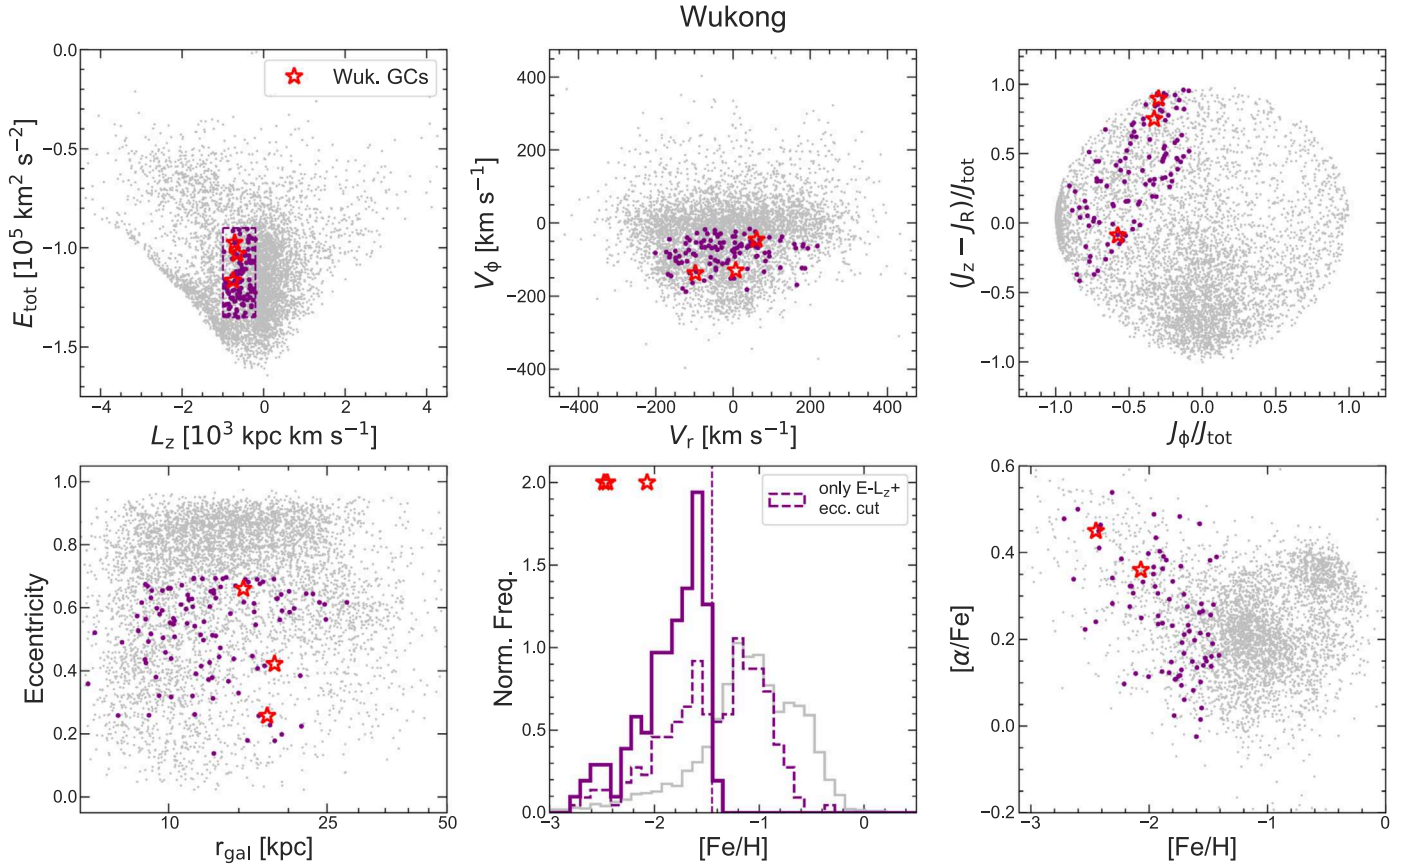 Wukong
0.0
−0.5
−1.0
−1.5
E_tot [10⁵ km² s⁻²]
Wuk. GCs
−4 −2 0 2 4
L_z [10³ kpc km s⁻¹]
400
200
0
−200
−400
V_ϕ [km s⁻¹]
−400 −200 0 200 400
V_r [km s⁻¹]
1.0
0.5
0.0
−0.5
−1.0
(J_z − J_R)/J_tot
−1.0 −0.5 0.0 0.5 1.0
J_ϕ/J_tot
1.0
0.8
0.6
0.4
0.2
0.0
Eccentricity
10 25 50
r_gal [kpc]
2.0
1.5
1.0
0.5
0.0
Norm. Freq.
only E-L_z+
ecc. cut
−3 −2 −1 0
[Fe/H]
0.6
0.4
0.2
0.0
−0.2
[α/Fe]
−3 −2 −1 0
[Fe/H]